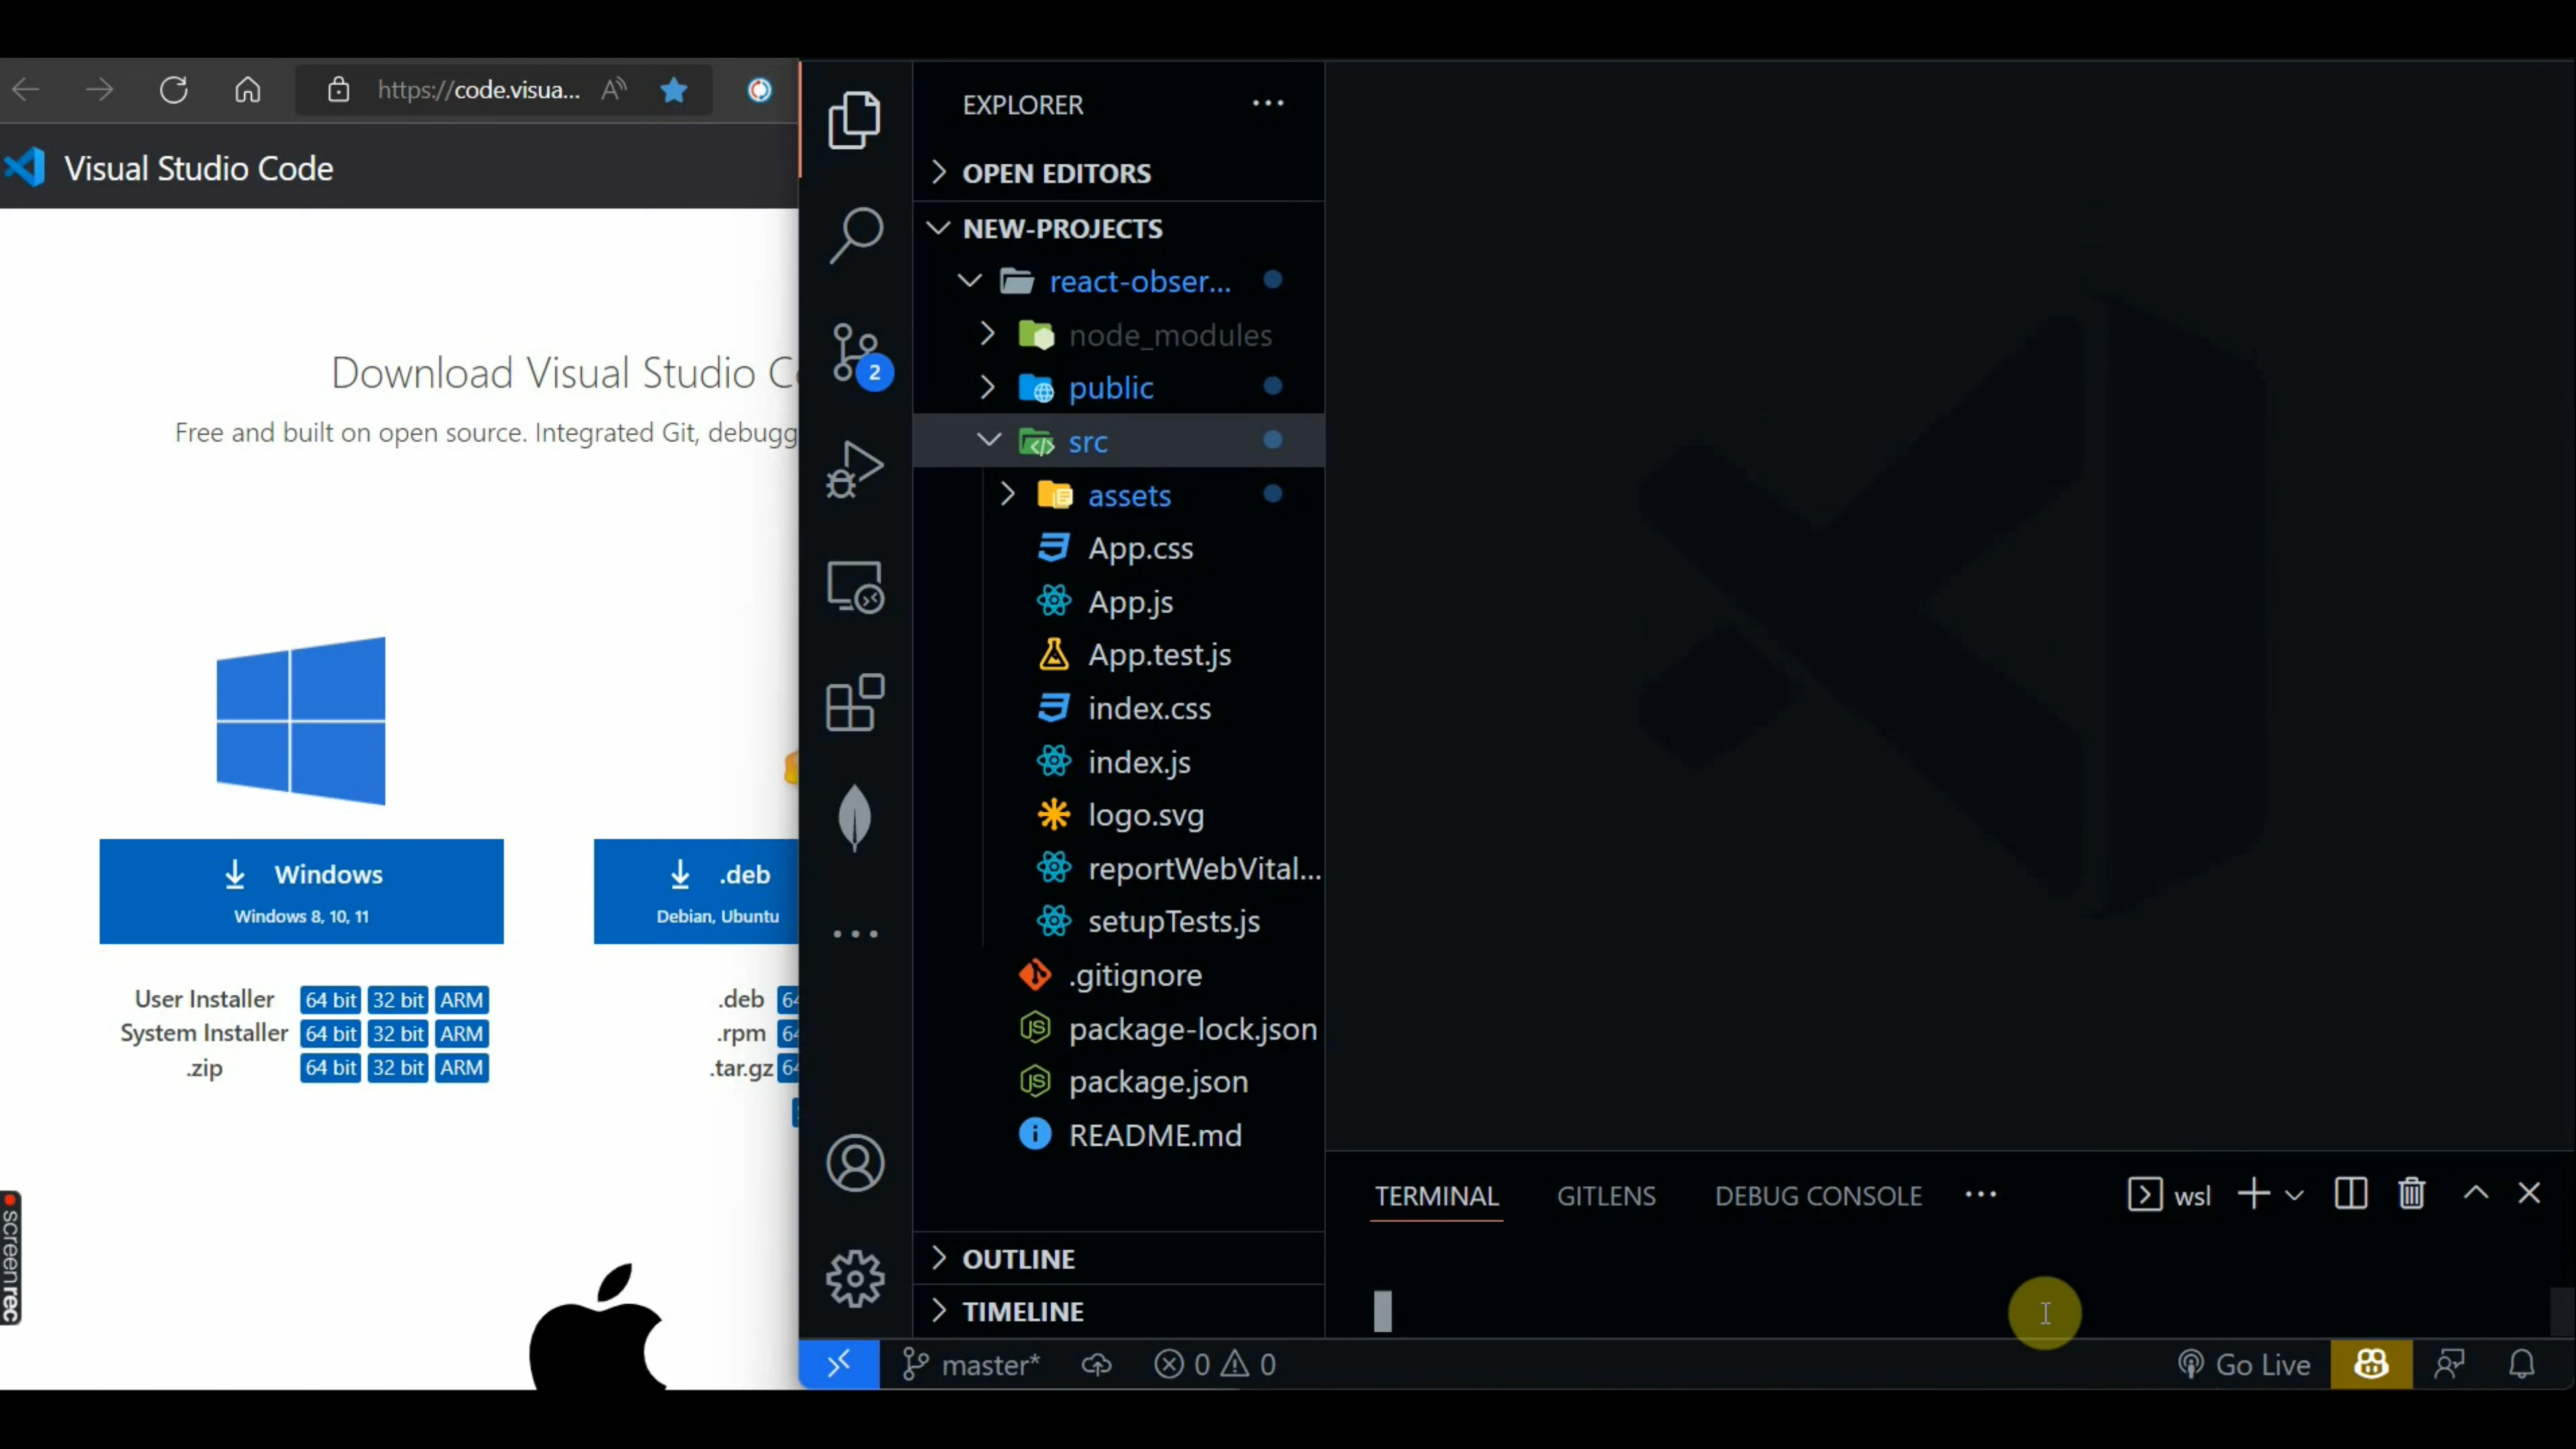 https://code.visua...
Visual Studio Code
Download Visual Studio C
Free and built on open source. Integrated Git, debugg
Windows
Windows 8, 10, 11
.deb
Debian, Ubuntu
User Installer 64 bit 32 bit ARM
System Installer 64 bit 32 bit ARM
.zip 64 bit 32 bit ARM
.deb 64
.rpm 64
.tar.gz 64
screenrec
EXPLORER
OPEN EDITORS
NEW-PROJECTS
react-obser...
node_modules
public
src
assets
App.css
App.js
App.test.js
index.css
index.js
logo.svg
reportWebVital...
setupTests.js
.gitignore
package-lock.json
package.json
README.md
OUTLINE
TIMELINE
2
TERMINAL GITLENS DEBUG CONSOLE
wsl
master* 0 0
Go Live